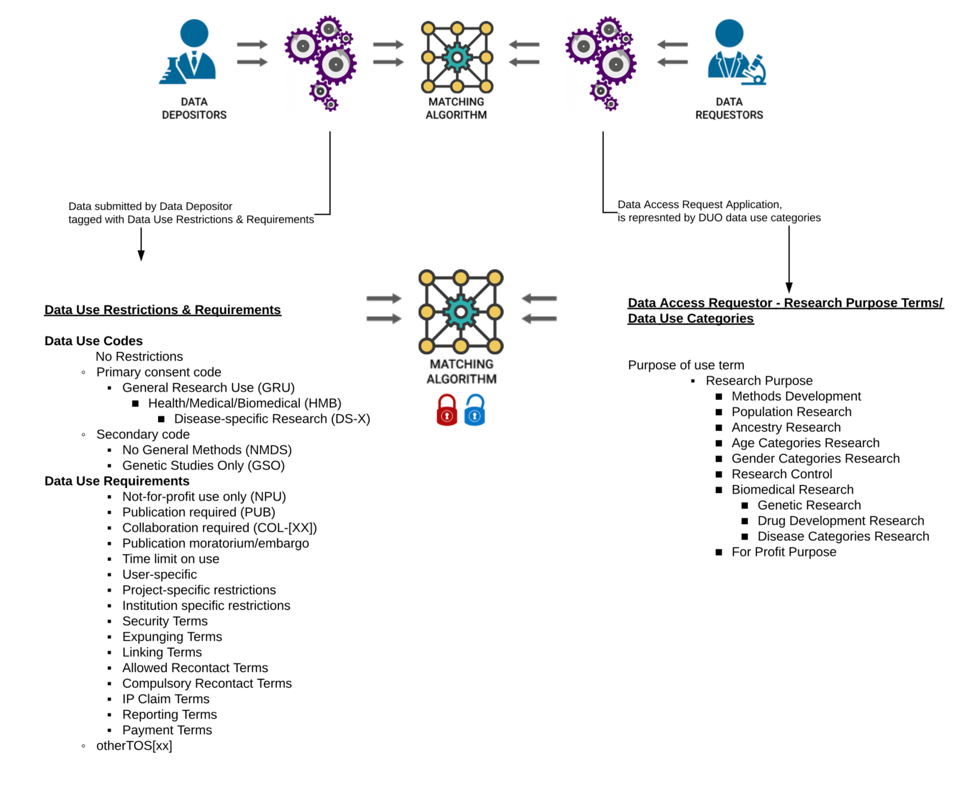 DATA
DEPOSITORS
MATCHING
ALGORITHM
DATA
REQUESTORS
Data submitted by Data Depositor
tagged with Data Use Restrictions & Requirements
Data Access Request Application,
is represnted by DUO data use categories
Data Use Restrictions & Requirements
Data Use Codes
No Restrictions
◦ Primary consent code
▪ General Research Use (GRU)
■ Health/Medical/Biomedical (HMB)
■ Disease-specific Research (DS-X)
◦ Secondary code
▪ No General Methods (NMDS)
▪ Genetic Studies Only (GSO)
Data Use Requirements
▪ Not-for-profit use only (NPU)
▪ Publication required (PUB)
▪ Collaboration required (COL-[XX])
▪ Publication moratorium/embargo
▪ Time limit on use
▪ User-specific
▪ Project-specific restrictions
▪ Institution specific restrictions
▪ Security Terms
▪ Expunging Terms
▪ Linking Terms
▪ Allowed Recontact Terms
▪ Compulsory Recontact Terms
▪ IP Claim Terms
▪ Reporting Terms
▪ Payment Terms
◦ otherTOS[xx]
MATCHING
ALGORITHM
Data Access Requestor - Research Purpose Terms/
Data Use Categories
Purpose of use term
▪ Research Purpose
■ Methods Development
■ Population Research
■ Ancestry Research
■ Age Categories Research
■ Gender Categories Research
■ Research Control
■ Biomedical Research
■ Genetic Research
■ Drug Development Research
■ Disease Categories Research
■ For Profit Purpose